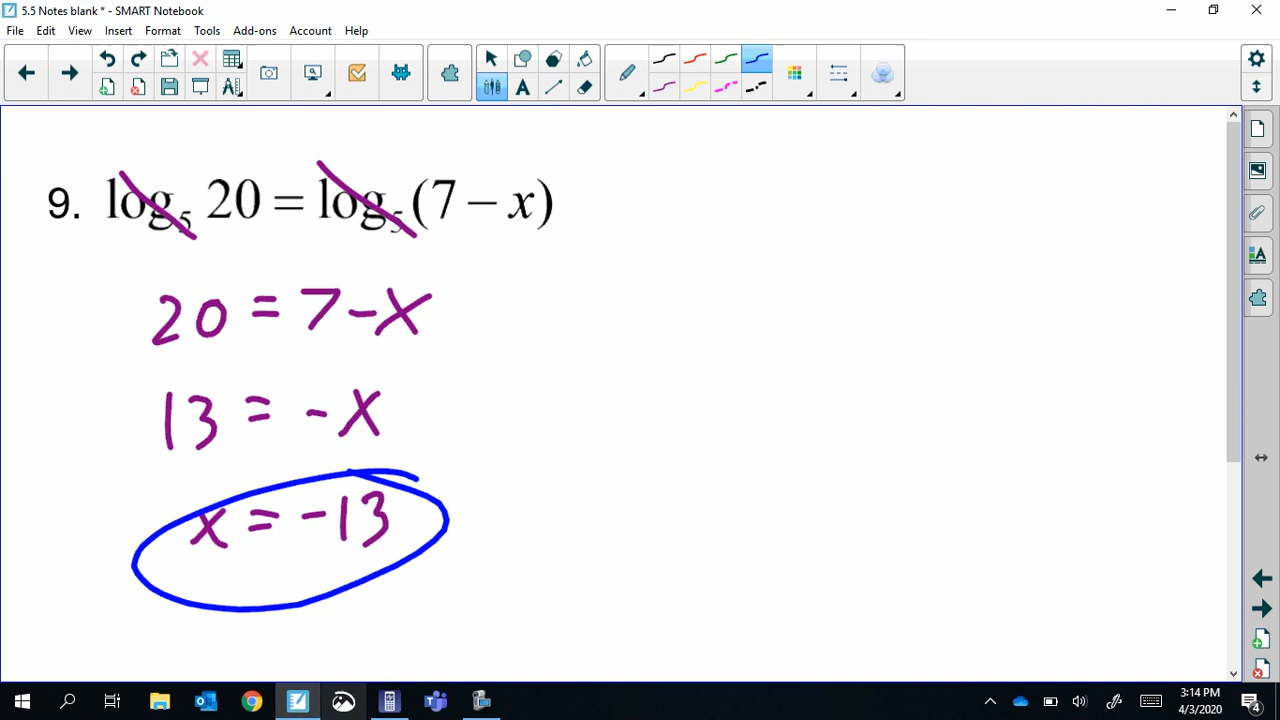 5.5 Notes blank * - SMART Notebook
File Edit View Insert Format Tools Add-ons Account Help
9. log₅ 20 = log₅ (7 − x)
20 = 7 - x
13 = - x
x = -13
3:14 PM
4/3/2020
4